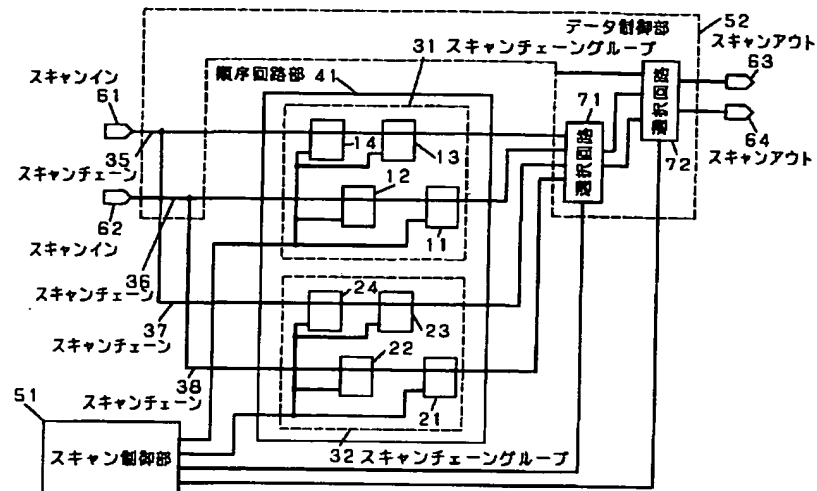 データ制御部
52
スキャンアウト
63
64
スキャンアウト
31 スキャンチェーングループ
順序回路部 41
スキャンイン
61
35
スキャンチェーン
62
スキャンイン
36
スキャンチェーン
37
スキャンチェーン
38
スキャンチェーン
14
13
12
11
24
23
22
21
71
選択回路
選択回路
72
51
スキャン制御部
32 スキャンチェーングループ